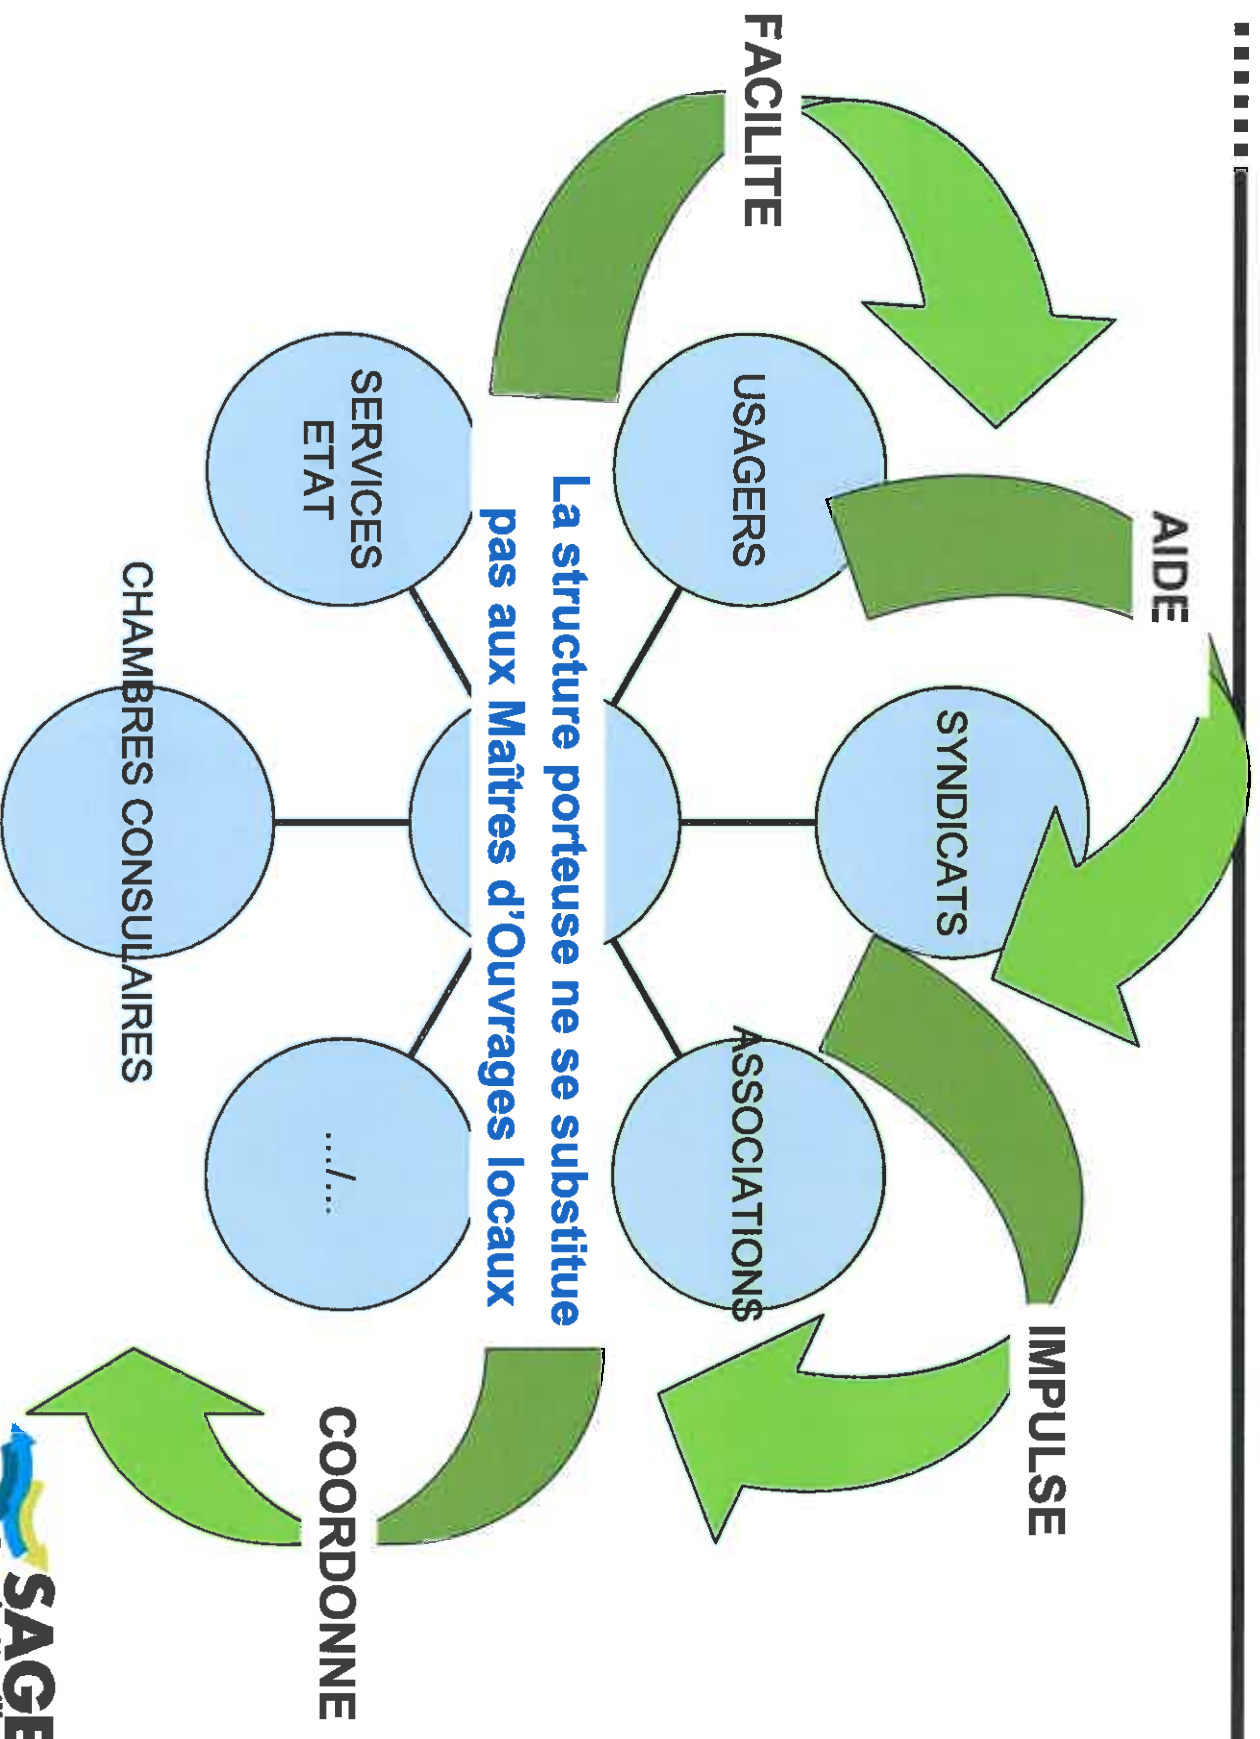 AIDE
IMPULSE
SYNDICATS
FACILITE
USAGERS
ASSOCIATIONS
La structure porteuse ne se substitue
pas aux Maîtres d'Ouvrages locaux
SERVICES
ETAT
..../...
COORDONNE
CHAMBRES CONSULAIRES
SAGE